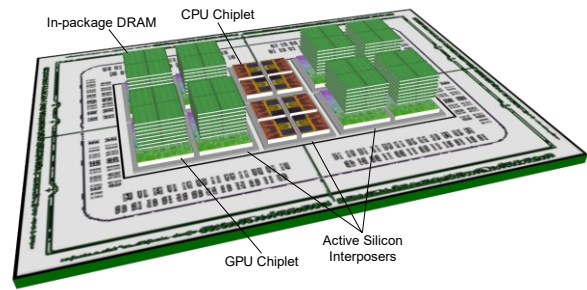 In-package DRAM
CPU Chiplet
GPU Chiplet
Active Silicon
Interposers